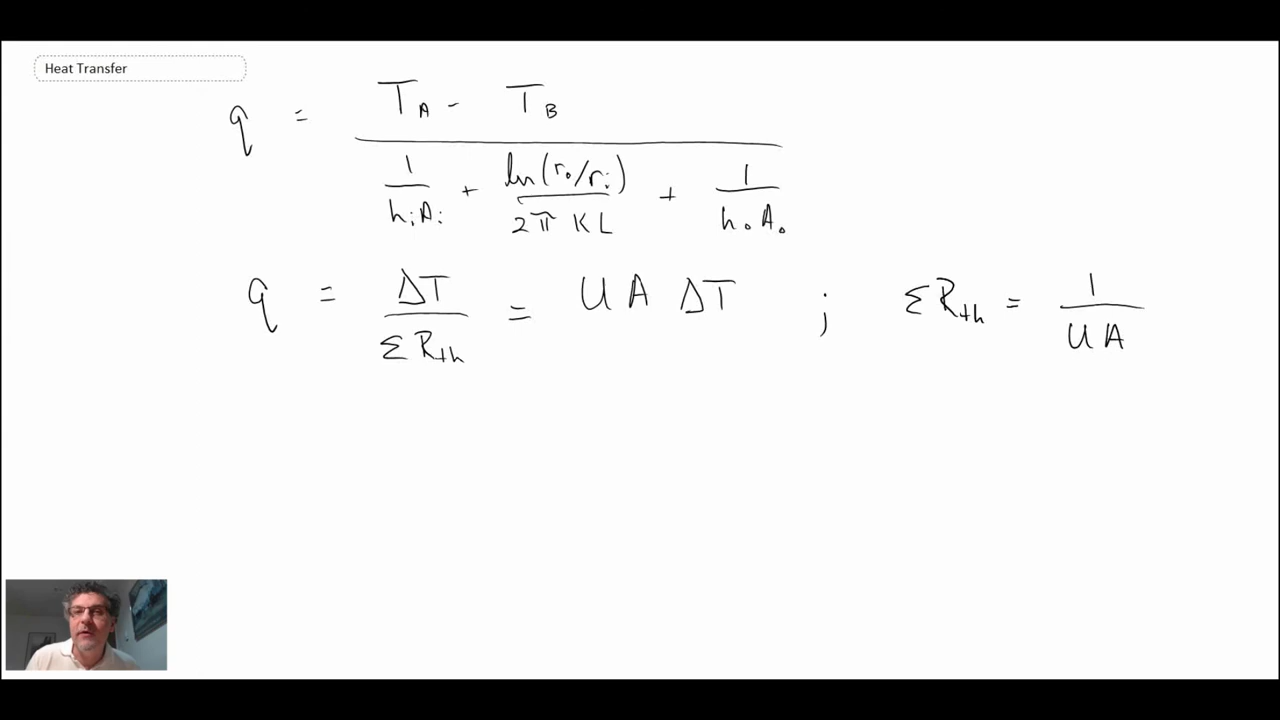 Heat Transfer
q = (T_A - T_B) / (1/(h_i A_i) + ln(r_o/r_i)/(2π K L) + 1/(h_o A_o))
q = ΔT / ΣR_th = U A ΔT ; ΣR_th = 1 / (U A)